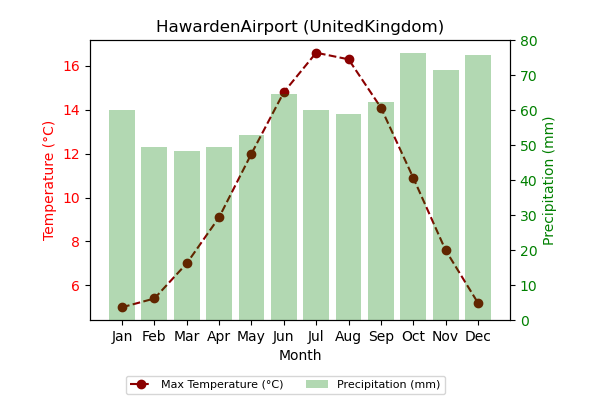 HawardenAirport (UnitedKingdom)
Temperature (°C)
16
14
12
10
8
6
80
70
60
50
40
30
20
10
0
Precipitation (mm)
Jan Feb Mar Apr May Jun Jul Aug Sep Oct Nov Dec
Month
Max Temperature (°C) Precipitation (mm)